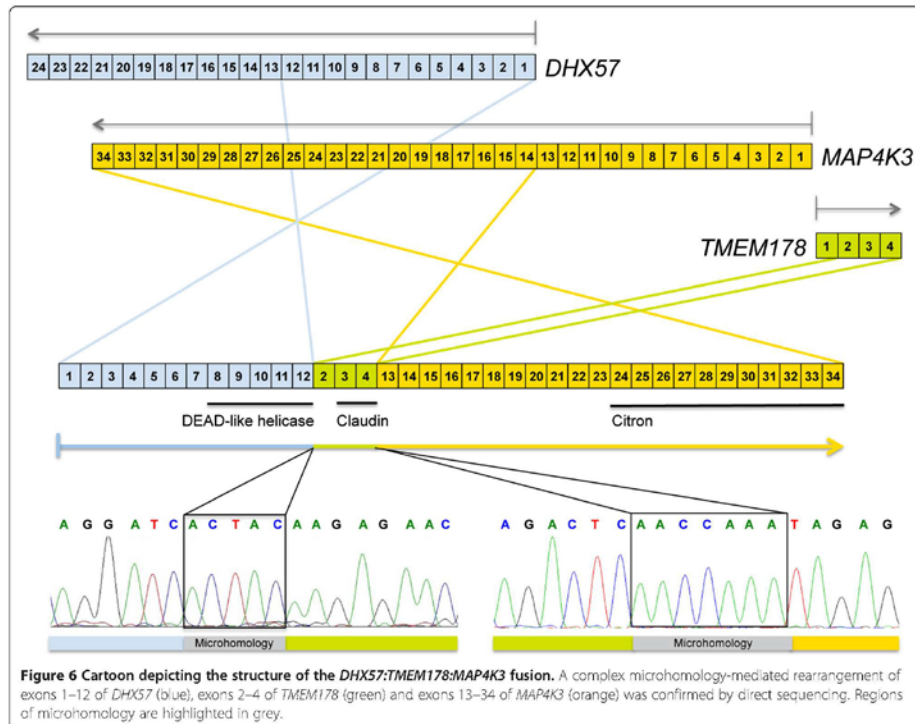 24 23 22 21 20 19 18 17 16 15 14 13 12 11 10 9 8 7 6 5 4 3 2 1 DHX57
34 33 32 31 30 29 28 27 26 25 24 23 22 21 20 19 18 17 16 15 14 13 12 11 10 9 8 7 6 5 4 3 2 1 MAP4K3
TMEM178 1 2 3 4
1 2 3 4 5 6 7 8 9 10 11 12 2 3 4 13 14 15 16 17 18 19 20 21 22 23 24 25 26 27 28 29 30 31 32 33 34
DEAD-like helicase Claudin Citron
A G G A T C A C T A C A A G A G A A C A G A C T C A A C C A A A T A G A G
Microhomology Microhomology
Figure 6 Cartoon depicting the structure of the DHX57:TMEM178:MAP4K3 fusion. A complex microhomology-mediated rearrangement of
exons 1–12 of DHX57 (blue), exons 2–4 of TMEM178 (green) and exons 13–34 of MAP4K3 (orange) was confirmed by direct sequencing. Regions
of microhomology are highlighted in grey.